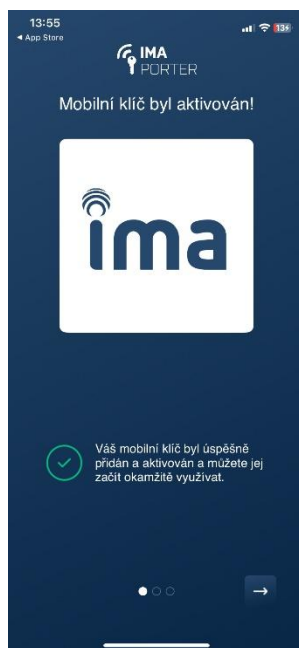 13:55
◀ App Store
13
IMA
PORTER
Mobilní klíč byl aktivován!
ima
Váš mobilní klíč byl úspěšně
přidán a aktivován a můžete jej
začít okamžitě využívat.
→